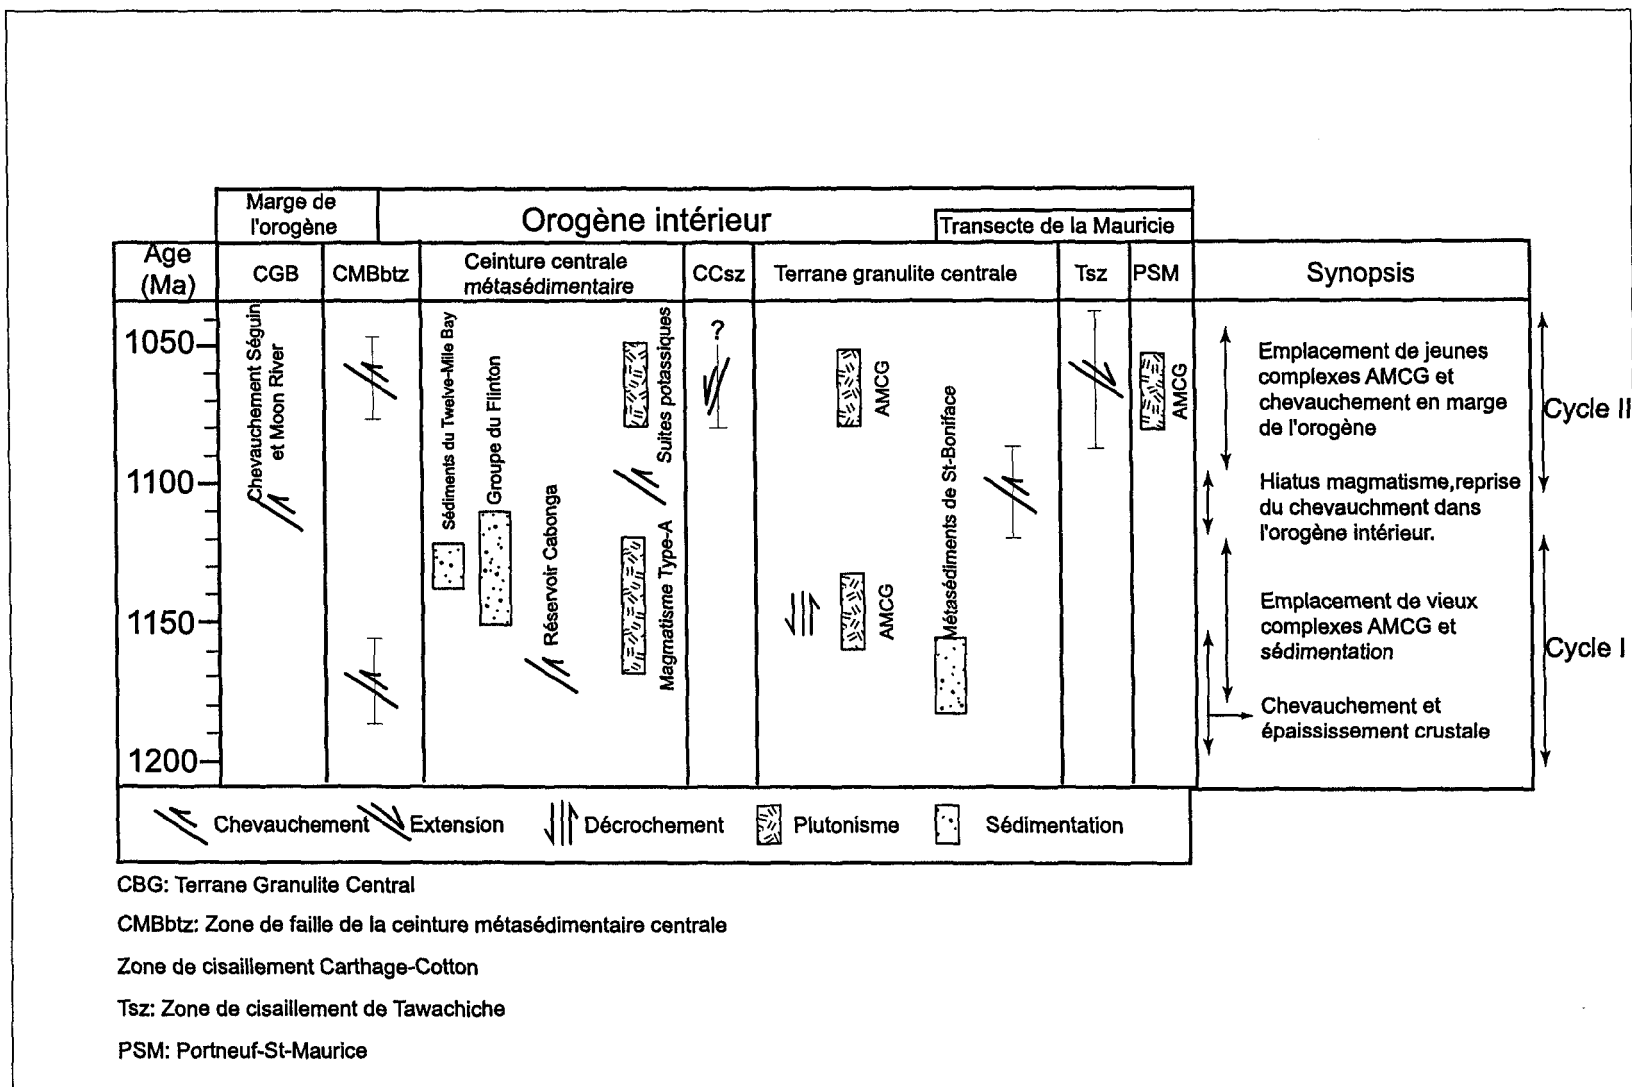 Marge de
l'orogène
Orogène intérieur
Transecte de la Mauricie
Age
(Ma)
CGB
CMBbtz
Ceinture centrale
métasédimentaire
CCsz
Terrane granulite centrale
Tsz
PSM
Synopsis
1050
1100
1150
1200
Chevauchement Séguin
et Moon River
Sédiments du Twelve-Mile Bay
Groupe du Flinton
Réservoir Cabonga
Suites potassiques
Magmatisme Type-A
?
AMCG
AMCG
Métasédiments de St-Boniface
AMCG
Emplacement de jeunes
complexes AMCG et
chevauchement en marge
de l'orogène
Hiatus magmatisme,reprise
du chevauchment dans
l'orogène intérieur.
Emplacement de vieux
complexes AMCG et
sédimentation
Chevauchement et
épaississement crustale
Cycle II
Cycle I
Chevauchement
Extension
Décrochement
Plutonisme
Sédimentation
CBG: Terrane Granulite Central
CMBbtz: Zone de faille de la ceinture métasédimentaire centrale
Zone de cisaillement Carthage-Cotton
Tsz: Zone de cisaillement de Tawachiche
PSM: Portneuf-St-Maurice